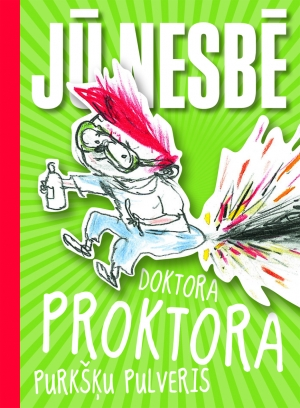 JŪ NESBĒ
DOKTORA
PROKTORA
PURKŠĶU PULVERIS